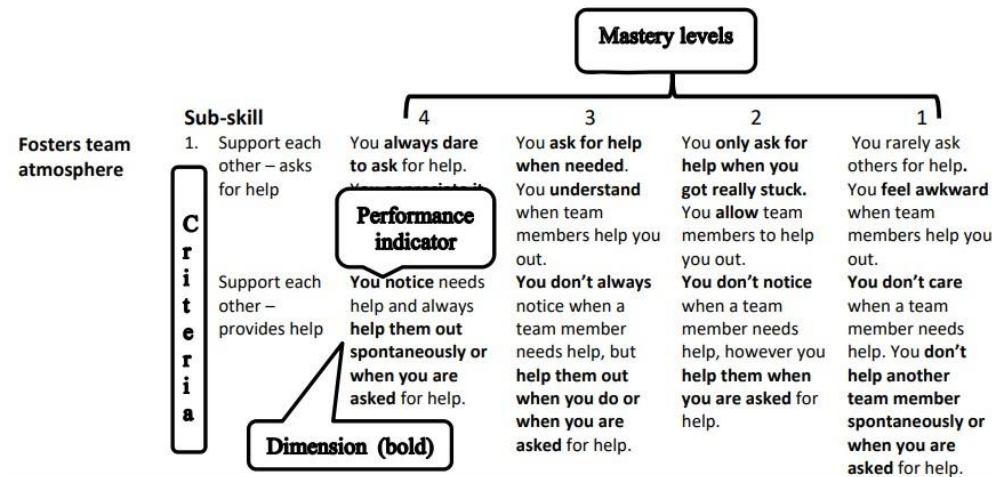 Mastery levels
Sub-skill 4 3 2 1
Fosters team
atmosphere
1. Support each
other – asks
for help
You always dare
to ask for help.
You ask for help
when needed.
You understand
when team
members help you
out.
You only ask for
help when you
got really stuck.
You allow team
members to help
you out.
You rarely ask
others for help.
You feel awkward
when team
members help you
out.
Criteria
Performance
indicator
Support each
other –
provides help
You notice needs
help and always
help them out
spontaneously or
when you are
asked for help.
You don't always
notice when a
team member
needs help, but
help them out
when you do or
when you are
asked for help.
You don't notice
when a team
member needs
help, however you
help them when
you are asked for
help.
You don't care
when a team
member needs
help. You don't
help another
team member
spontaneously or
when you are
asked for help.
Dimension (bold)